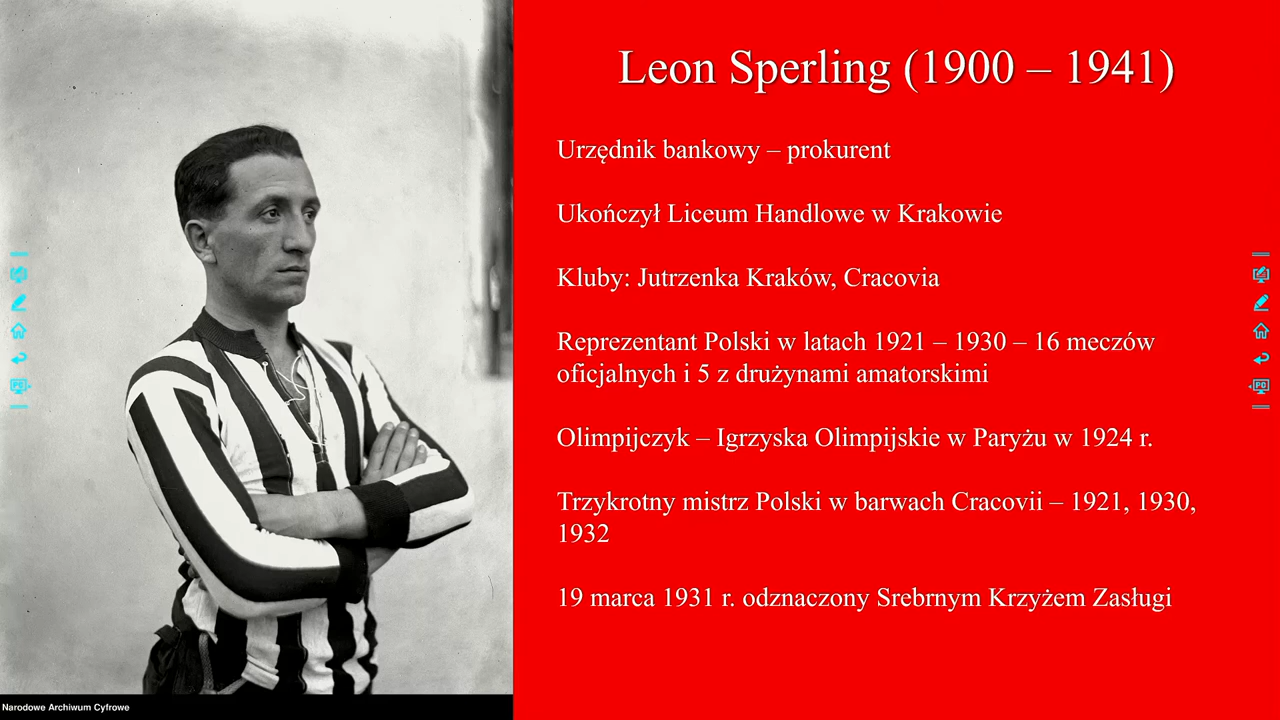 Leon Sperling (1900 – 1941)
Urzędnik bankowy – prokurent
Ukończył Liceum Handlowe w Krakowie
Kluby: Jutrzenka Kraków, Cracovia
Reprezentant Polski w latach 1921 – 1930 – 16 meczów
oficjalnych i 5 z drużynami amatorskimi
Olimpijczyk – Igrzyska Olimpijskie w Paryżu w 1924 r.
Trzykrotny mistrz Polski w barwach Cracovii – 1921, 1930,
1932
19 marca 1931 r. odznaczony Srebrnym Krzyżem Zasługi
PC
PC
Narodowe Archiwum Cyfrowe